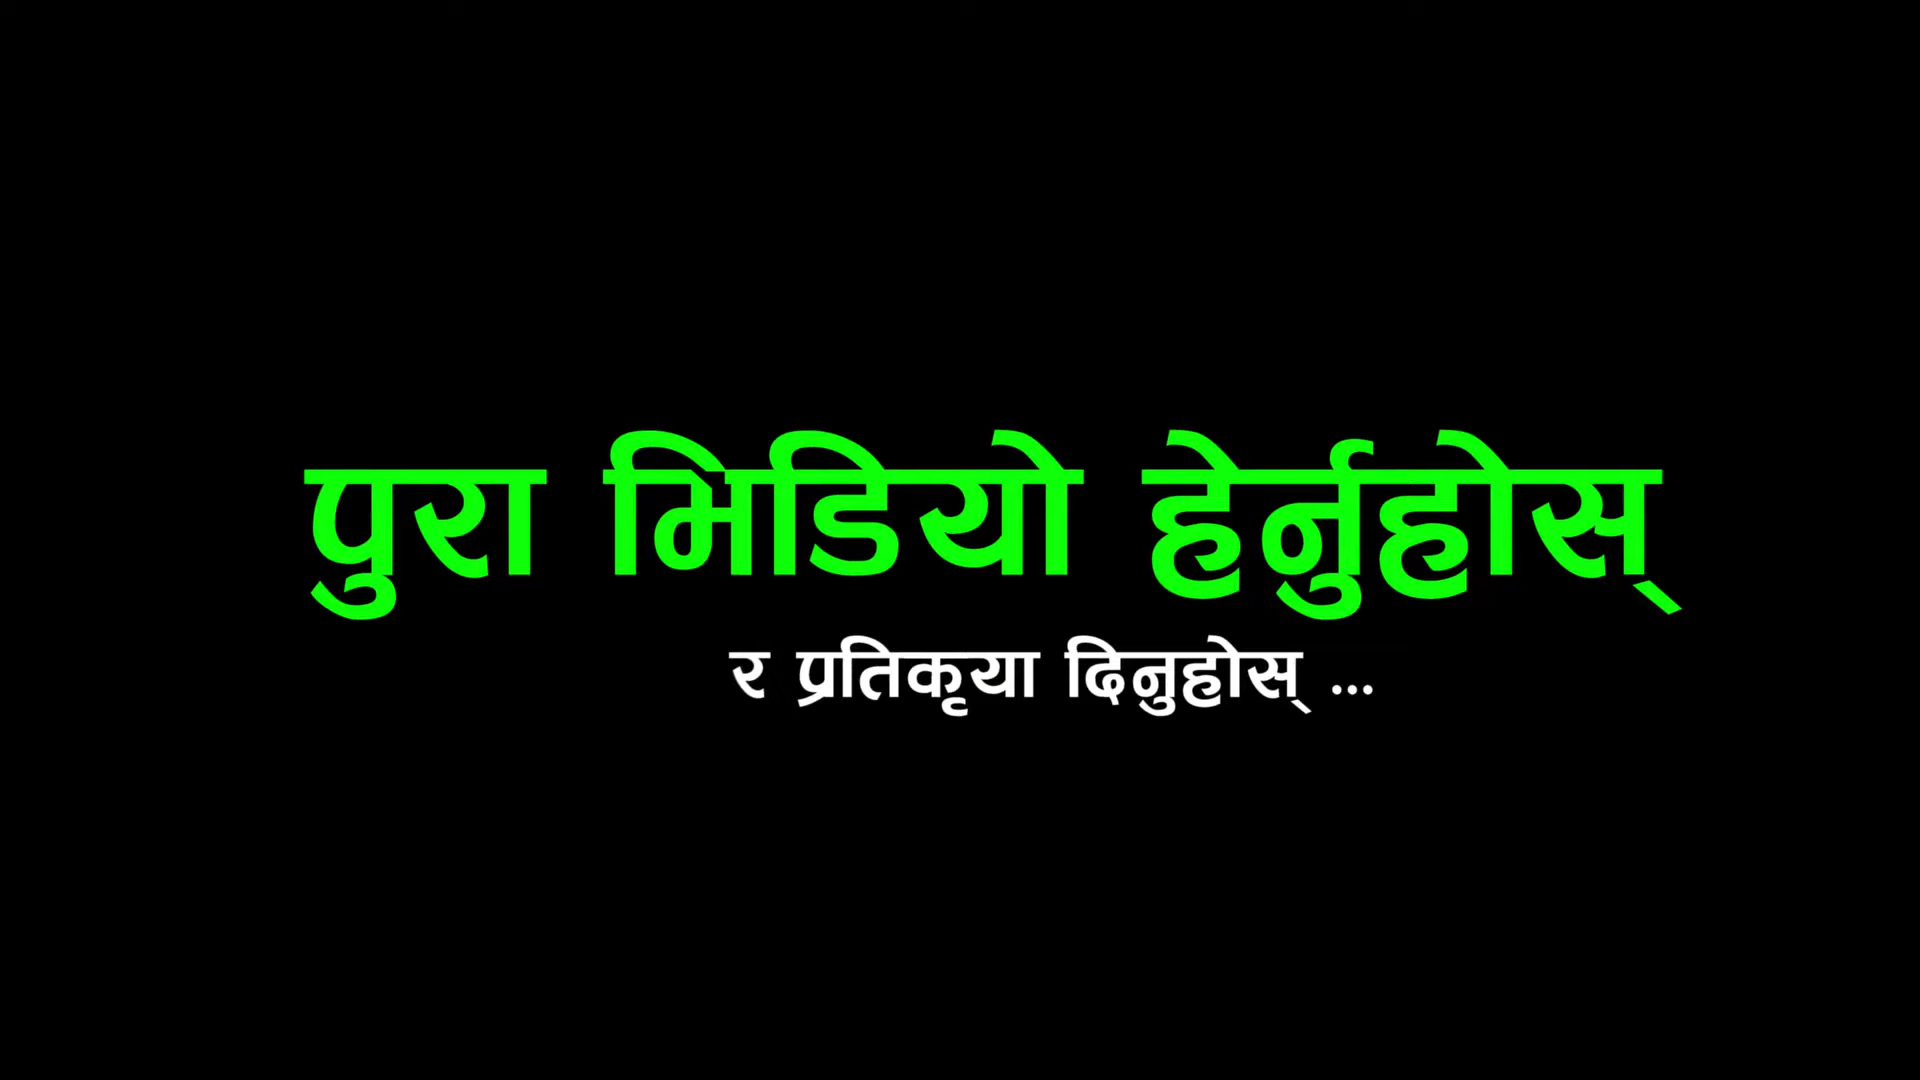 पुरा भिडियो हेर्नुहोस्
र प्रतिकृया दिनुहोस् ...